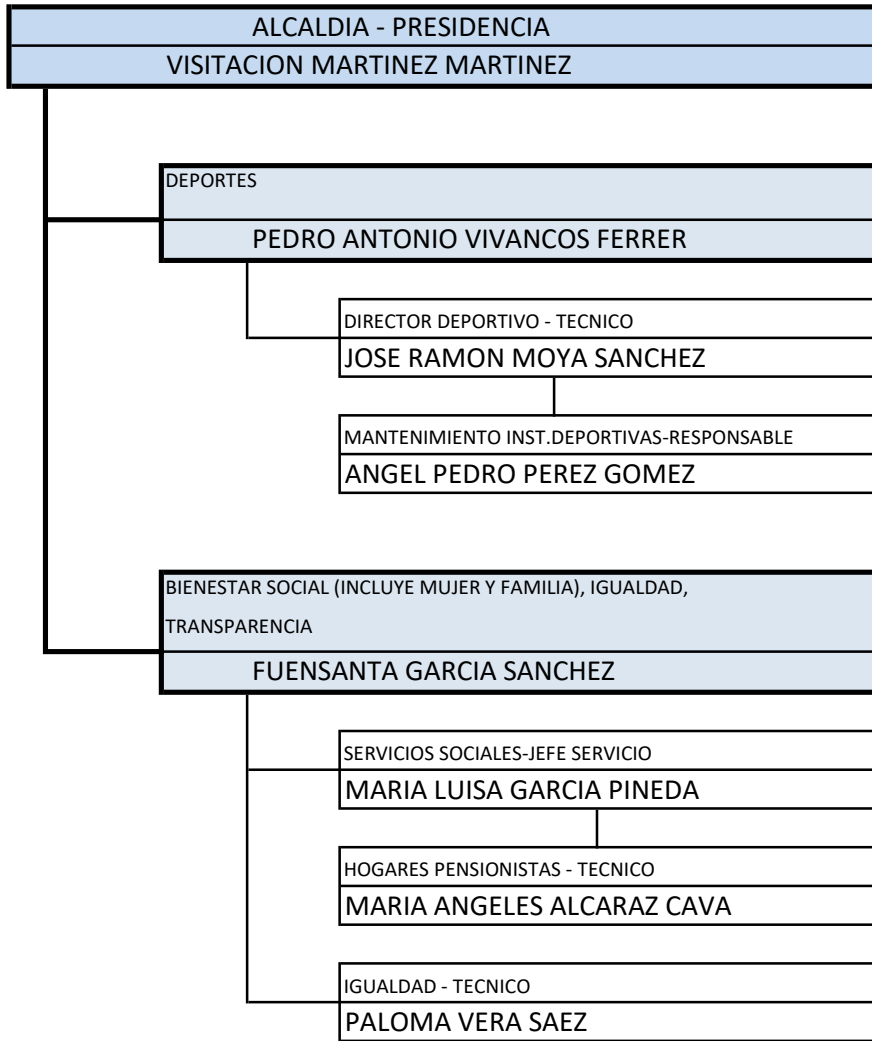 ALCALDIA - PRESIDENCIA
VISITACION MARTINEZ MARTINEZ
DEPORTES
PEDRO ANTONIO VIVANCOS FERRER
DIRECTOR DEPORTIVO - TECNICO
JOSE RAMON MOYA SANCHEZ
MANTENIMIENTO INST.DEPORTIVAS-RESPONSABLE
ANGEL PEDRO PEREZ GOMEZ
BIENESTAR SOCIAL (INCLUYE MUJER Y FAMILIA), IGUALDAD,
TRANSPARENCIA
FUENSANTA GARCIA SANCHEZ
SERVICIOS SOCIALES-JEFE SERVICIO
MARIA LUISA GARCIA PINEDA
HOGARES PENSIONISTAS - TECNICO
MARIA ANGELES ALCARAZ CAVA
IGUALDAD - TECNICO
PALOMA VERA SAEZ